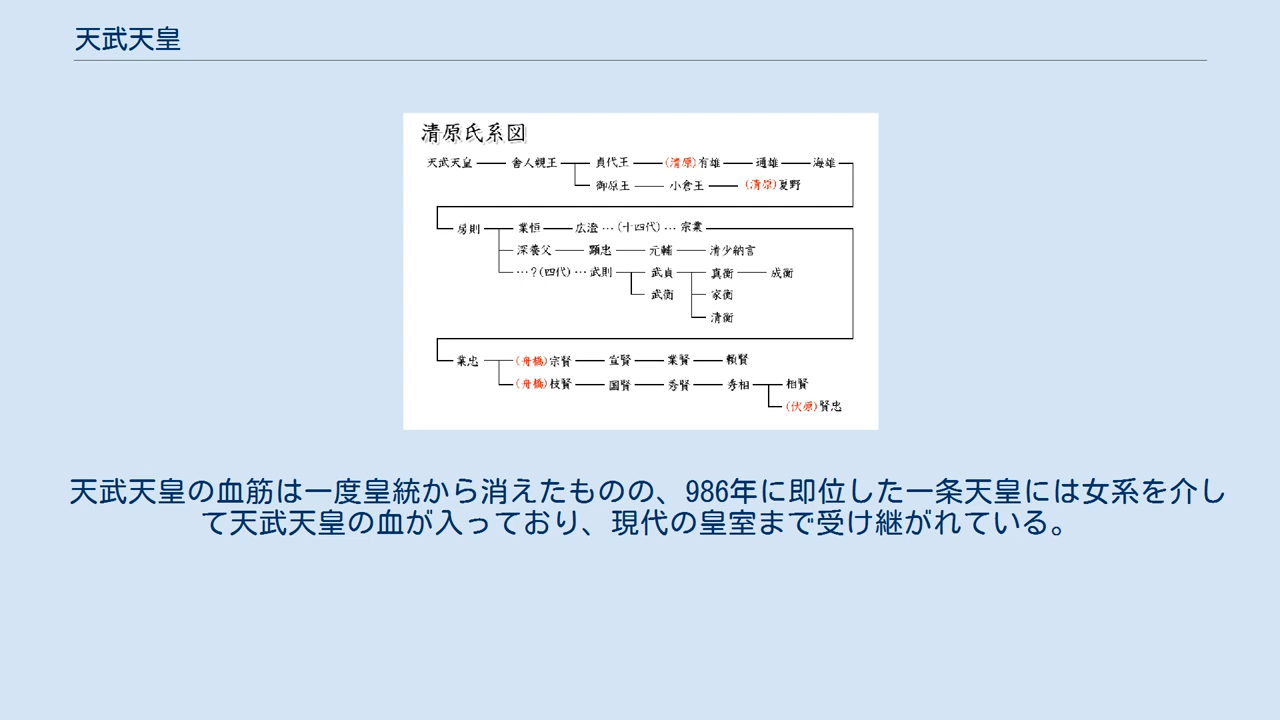 天武天皇
清原氏系図
天武天皇 舎人親王 貞代王 (清原)有雄 通雄 海雄
御原王 小倉王 (清原)夏野
房則 業恒 広澄 … (十四代) … 宗業
深養父 顕忠 元輔 清少納言
… ? (四代) … 武則 武貞 真衡 成衡
武衡 家衡
清衡
業忠 (舟橋)宗賢 宣賢 業賢 頼賢
(舟橋)枝賢 国賢 秀賢 秀相 相賢
(伏原)賢忠
天武天皇の血筋は一度皇統から消えたものの、986年に即位した一条天皇には女系を介し
て天武天皇の血が入っており、現代の皇室まで受け継がれている。